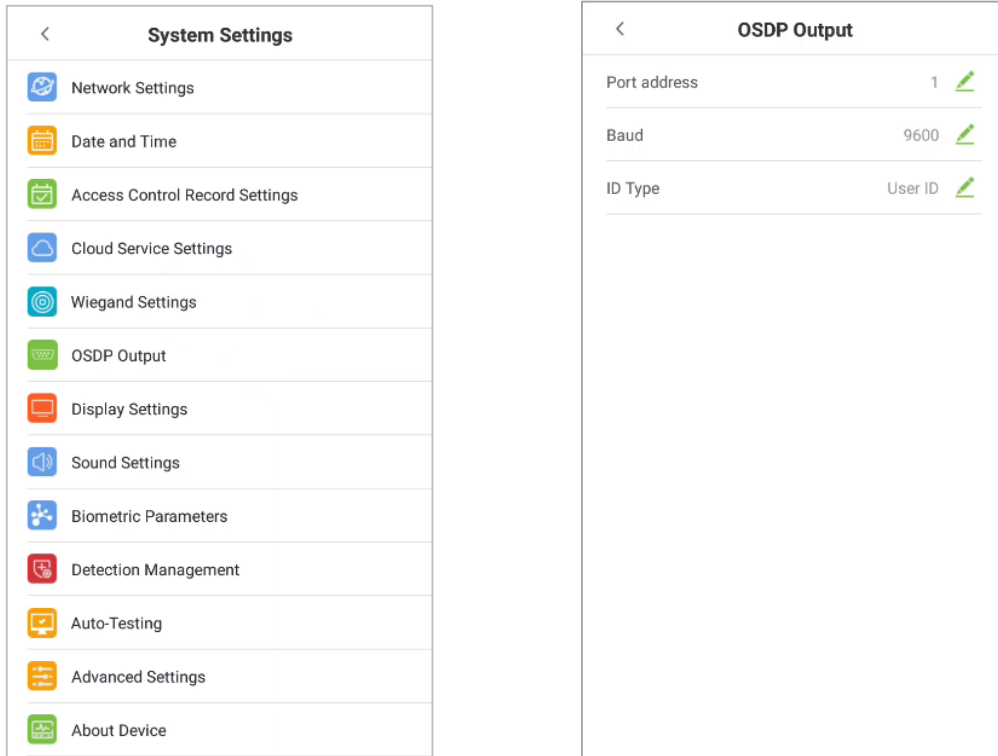 System Settings
Network Settings
Date and Time
Access Control Record Settings
Cloud Service Settings
Wiegand Settings
OSDP Output
Display Settings
Sound Settings
Biometric Parameters
Detection Management
Auto-Testing
Advanced Settings
About Device
OSDP Output
Port address 1
Baud 9600
ID Type User ID